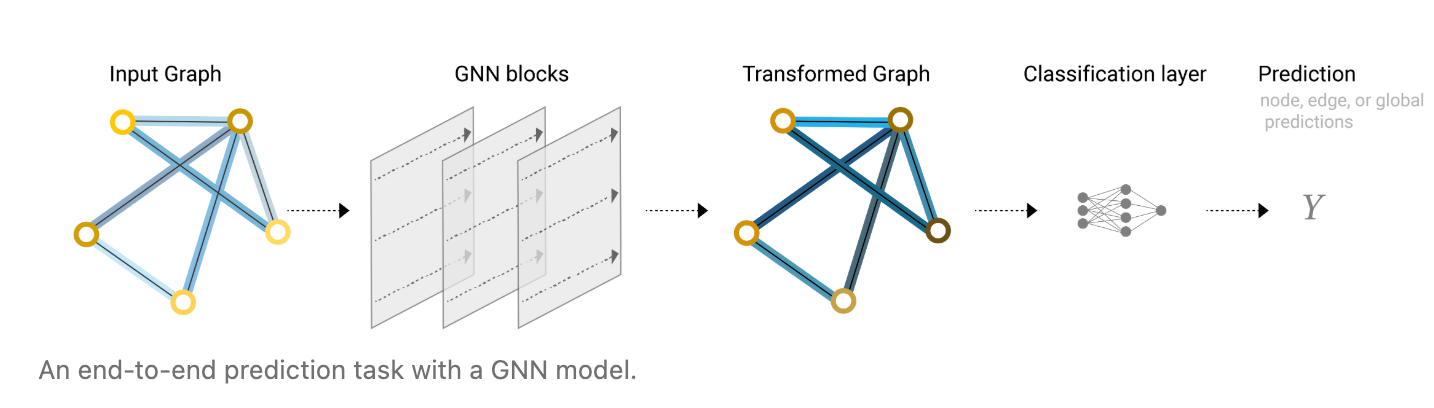 Input Graph
GNN blocks
Transformed Graph
Classification layer
Prediction
node, edge, or global
predictions
Y
An end-to-end prediction task with a GNN model.